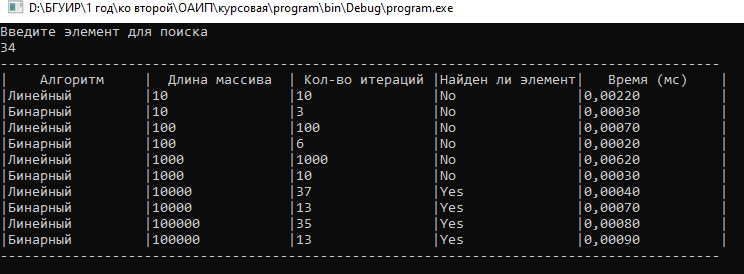 D:\БГУИР\1 год\ко второй\ОАИП\курсовая\program\bin\Debug\program.exe
Введите элемент для поиска
34
------------------------------------------------------------------------------------------
|    Алгоритм     |  Длина массива  | Кол-во итераций |Найден ли элемент|   Время (мс)    |
|Линейный         |10               |10               |No               |0,00220          |
|Бинарный         |10               |3                |No               |0,00030          |
|Линейный         |100              |100              |No               |0,00070          |
|Бинарный         |100              |6                |No               |0,00020          |
|Линейный         |1000             |1000             |No               |0,00620          |
|Бинарный         |1000             |10               |No               |0,00030          |
|Линейный         |10000            |37               |Yes              |0,00040          |
|Бинарный         |10000            |13               |Yes              |0,00070          |
|Линейный         |100000           |35               |Yes              |0,00080          |
|Бинарный         |100000           |13               |Yes              |0,00090          |
------------------------------------------------------------------------------------------